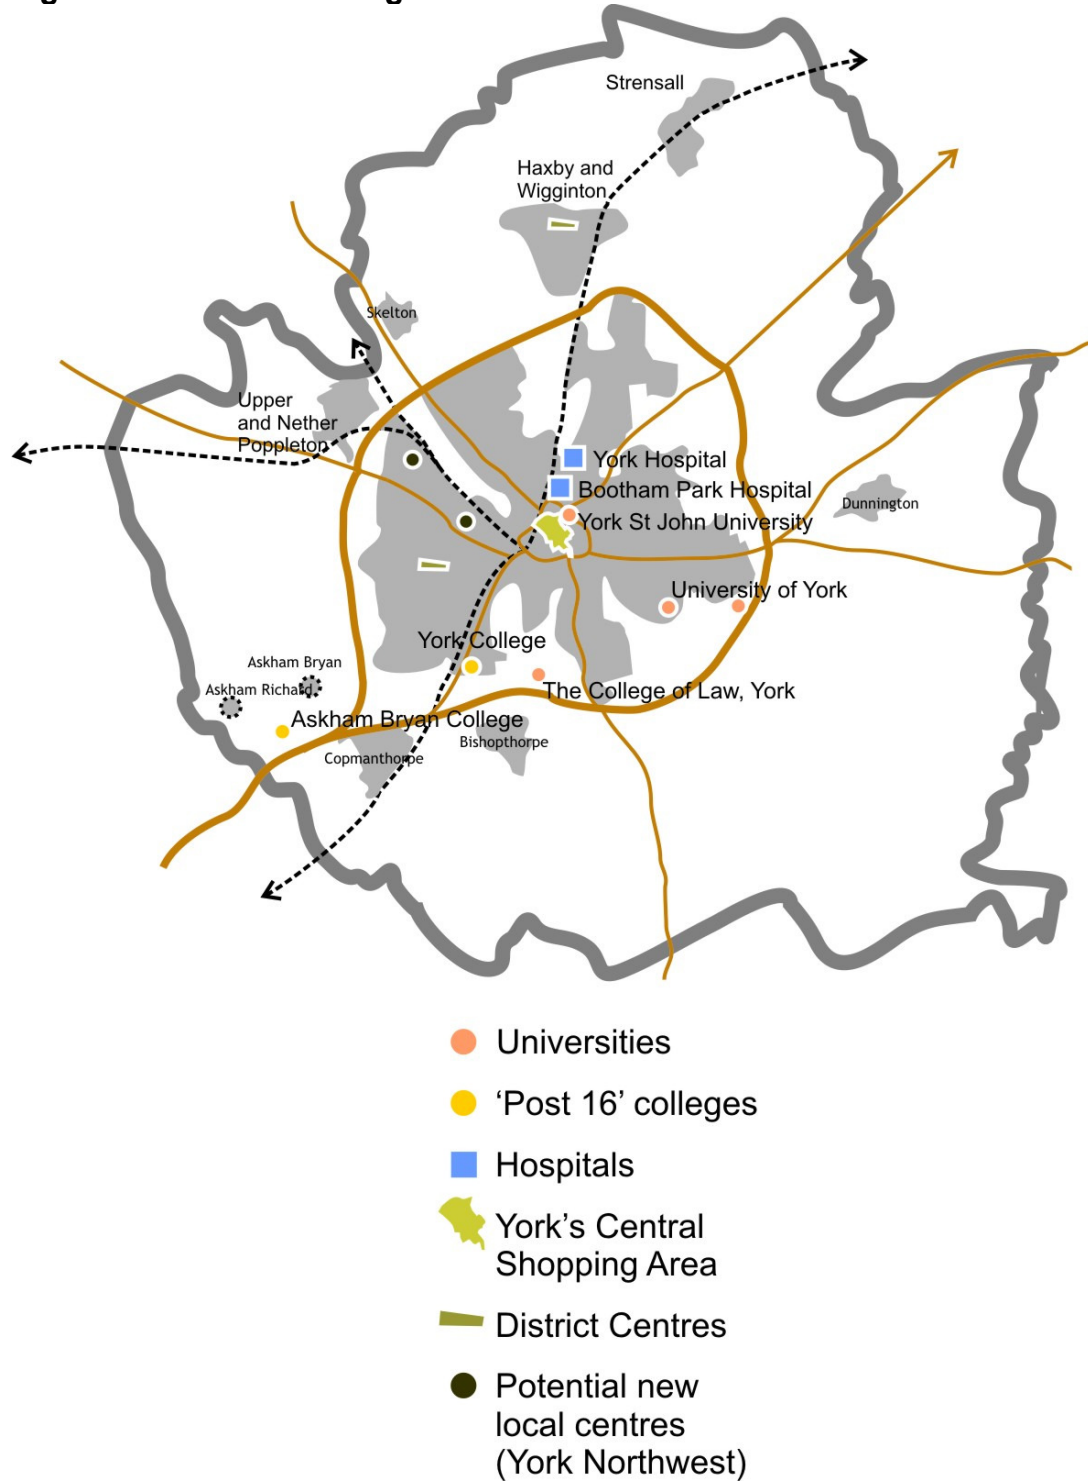 Strensall
Haxby and
Wigginton
Skelton
Upper
and Nether
Poppleton
York Hospital
Bootham Park Hospital
Dunnington
York St John University
University of York
York College
Askham Bryan
The College of Law, York
Askham Richard
Askham Bryan College
Bishopthorpe
Copmanthorpe
Universities
‘Post 16’ colleges
Hospitals
York’s Central
Shopping Area
District Centres
Potential new
local centres
(York Northwest)